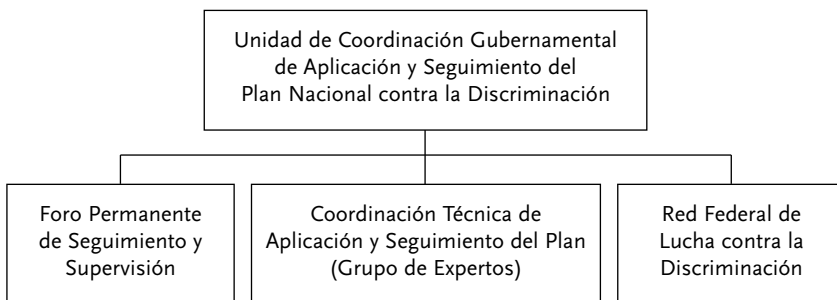 Unidad de Coordinación Gubernamental
de Aplicación y Seguimiento del
Plan Nacional contra la Discriminación
Foro Permanente
de Seguimiento y
Supervisión
Coordinación Técnica de
Aplicación y Seguimiento del Plan
(Grupo de Expertos)
Red Federal de
Lucha contra la
Discriminación